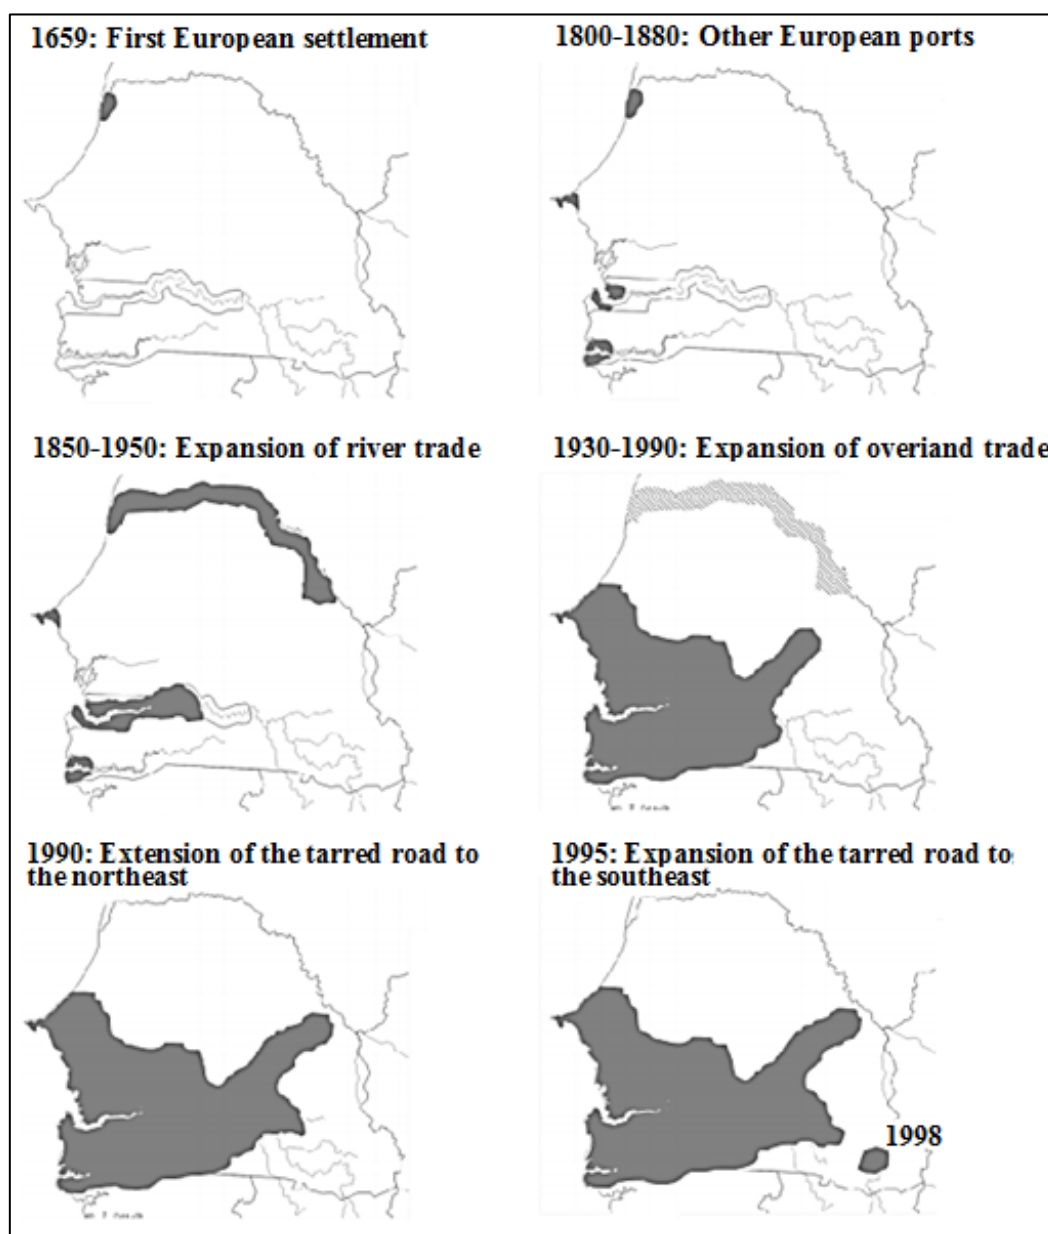 1659: First European settlement
1800-1880: Other European ports
1850-1950: Expansion of river trade
1930-1990: Expansion of overland trade
1990: Extension of the tarred road to
the northeast
1995: Expansion of the tarred road to
the southeast
1998